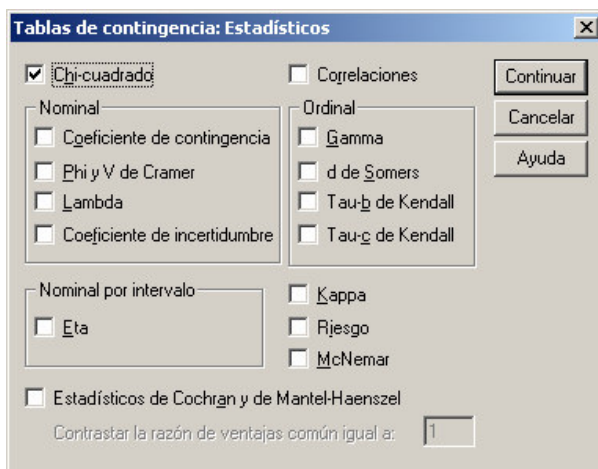 Tablas de contingencia: Estadísticos
Chi-cuadrado
Correlaciones
Continuar
Cancelar
Ayuda
Nominal
Coeficiente de contingencia
Phi y V de Cramer
Lambda
Coeficiente de incertidumbre
Ordinal
Gamma
d de Somers
Tau-b de Kendall
Tau-c de Kendall
Nominal por intervalo
Eta
Kappa
Riesgo
McNemar
Estadísticos de Cochran y de Mantel-Haenszel
Contrastar la razón de ventajas común igual a: 1